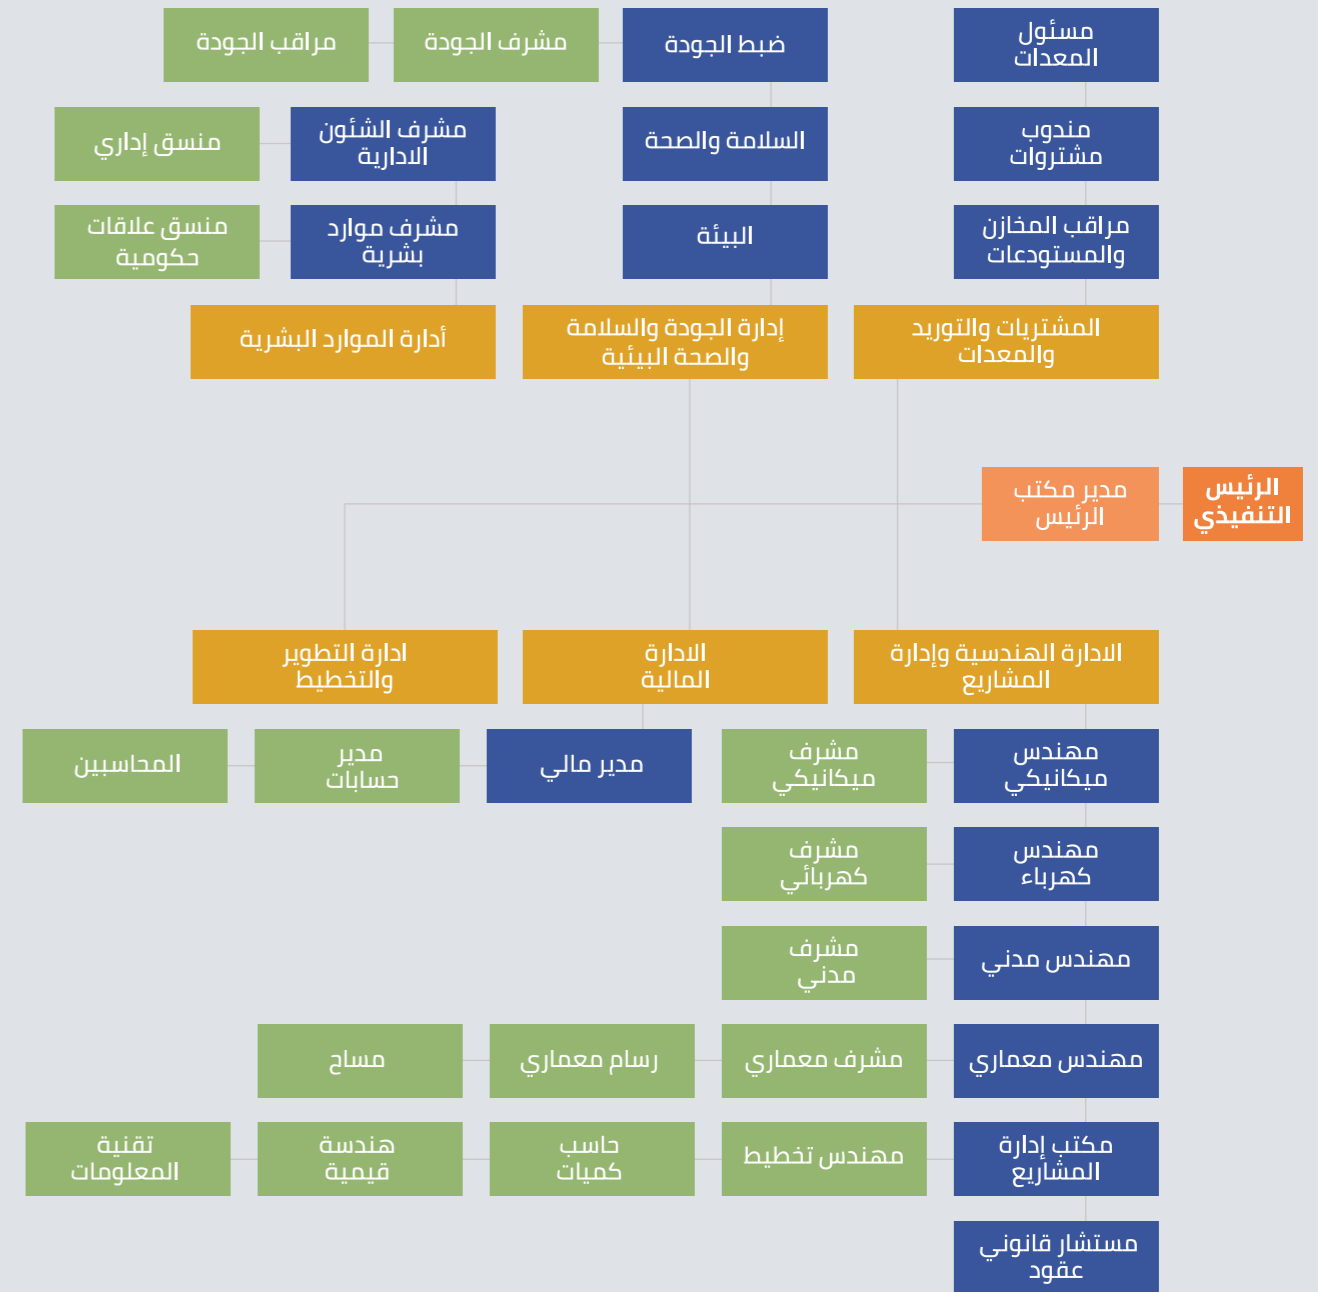 مسئول
المعدات
ضبط الجودة
مشرف الجودة
مراقب الجودة
مندوب
مشتروات
السلامة والصحة
مشرف الشئون
الادارية
منسق إداري
مراقب المخازن
والمستودعات
البيئة
مشرف موارد
بشرية
منسق علاقات
حكومية
المشتريات والتوريد
والمعدات
إدارة الجودة والسلامة
والصحة البيئية
أدارة الموارد البشرية
الرئيس
التنفيذي
مدير مكتب
الرئيس
الادارة الهندسية وإدارة
المشاريع
الادارة
المالية
ادارة التطوير
والتخطيط
مهندس
ميكانيكي
مشرف
ميكانيكي
مدير مالي
مدير
حسابات
المحاسبين
مهندس
كهرباء
مشرف
كهربائي
مهندس مدني
مشرف
مدني
مهندس معماري
مشرف معماري
رسام معماري
مساح
مكتب إدارة
المشاريع
مهندس تخطيط
حاسب
كميات
هندسة
قيمية
تقنية
المعلومات
مستشار قانوني
عقود